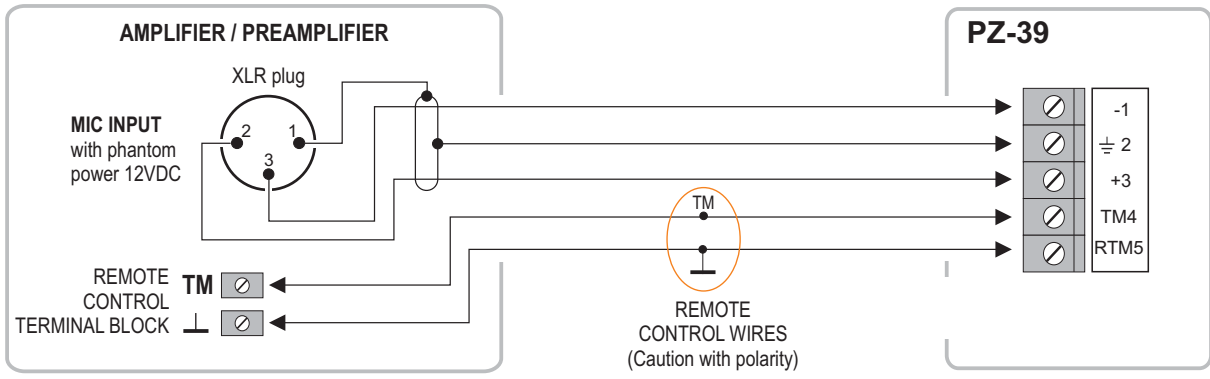 AMPLIFIER / PREAMPLIFIER
XLR plug
MIC INPUT
with phantom
power 12VDC
2
1
3
REMOTE
CONTROL
TERMINAL BLOCK
TM
TM
REMOTE
CONTROL WIRES
(Caution with polarity)
PZ-39
-1
⏚ 2
+3
TM4
RTM5